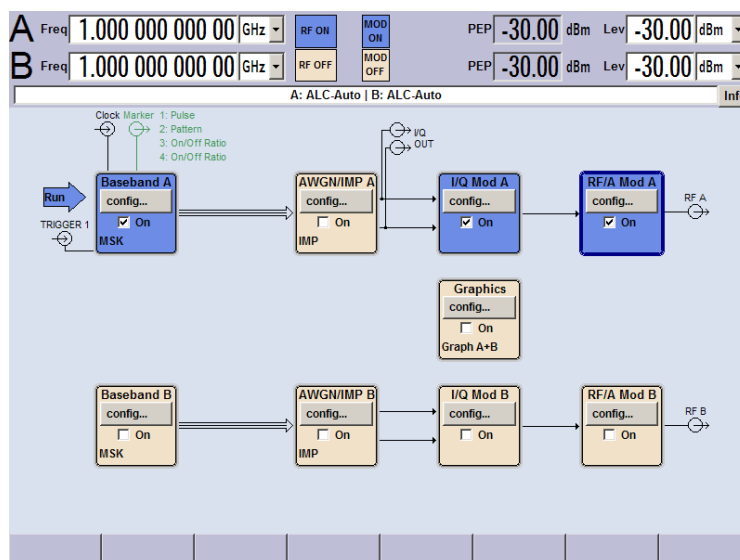 A Freq 1.000 000 000 00 GHz RF ON MOD ON PEP -30.00 dBm Lev -30.00 dBm
B Freq 1.000 000 000 00 GHz RF OFF MOD OFF PEP -30.00 dBm Lev -30.00 dBm
A: ALC-Auto | B: ALC-Auto Inf
Clock Marker 1: Pulse
2: Pattern
3: On/Off Ratio
4: On/Off Ratio
I/Q
OUT
Run
TRIGGER 1
Baseband A
config...
On
MSK
AWGN/IMP A
config...
On
IMP
I/Q Mod A
config...
On
RF/A Mod A
config...
On
RF A
Graphics
config...
On
Graph A+B
Baseband B
config...
On
MSK
AWGN/IMP B
config...
On
IMP
I/Q Mod B
config...
On
RF/A Mod B
config...
On
RF B